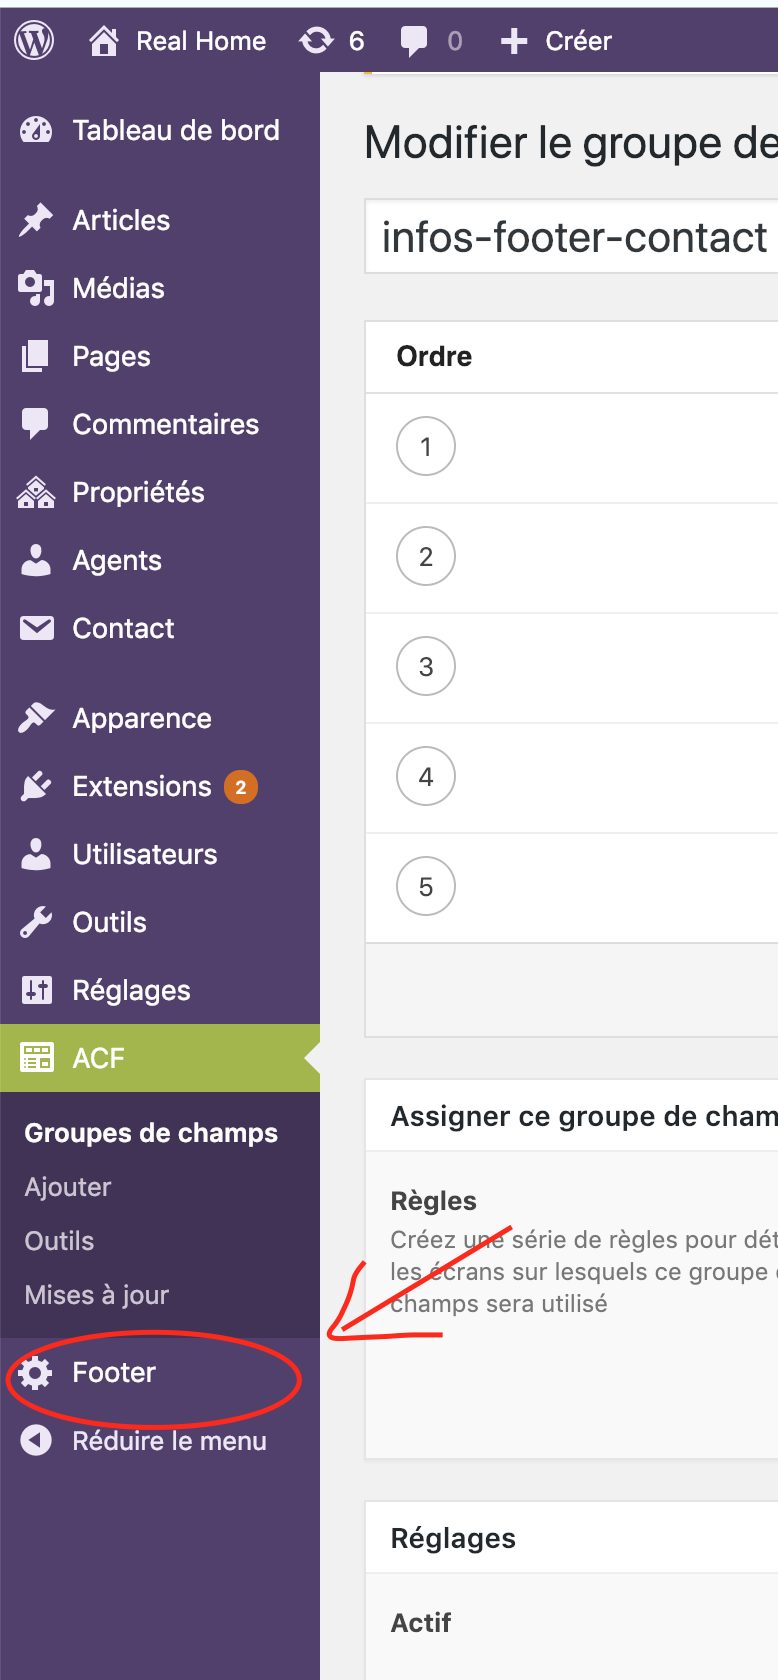 Real Home 6 0 Créer
Tableau de bord
Articles
Médias
Pages
Commentaires
Propriétés
Agents
Contact
Apparence
Extensions 2
Utilisateurs
Outils
Réglages
ACF
Groupes de champs
Ajouter
Outils
Mises à jour
Footer
Réduire le menu
Modifier le groupe de
infos-footer-contact
Ordre
1
2
3
4
5
Assigner ce groupe de cham
Règles
Créez une série de règles pour dét
les écrans sur lesquels ce groupe
champs sera utilisé
Réglages
Actif